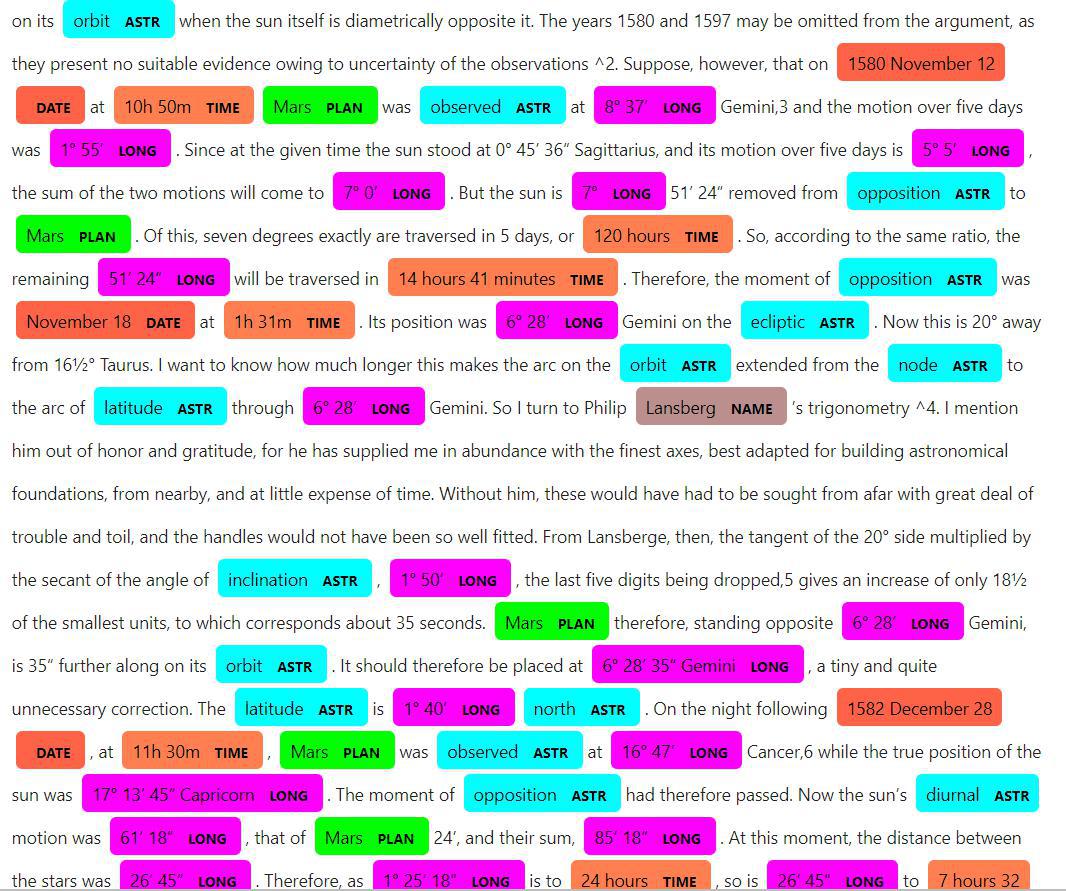 on its orbit ASTR when the sun itself is diametrically opposite it. The years 1580 and 1597 may be omitted from the argument, as
they present no suitable evidence owing to uncertainty of the observations ^2. Suppose, however, that on 1580 November 12
DATE at 10h 50m TIME Mars PLAN was observed ASTR at 8° 37′ LONG Gemini,3 and the motion over five days
was 1° 55′ LONG . Since at the given time the sun stood at 0° 45′ 36″ Sagittarius, and its motion over five days is 5° 5′ LONG ,
the sum of the two motions will come to 7° 0′ LONG . But the sun is 7° LONG 51′ 24″ removed from opposition ASTR to
Mars PLAN . Of this, seven degrees exactly are traversed in 5 days, or 120 hours TIME . So, according to the same ratio, the
remaining 51′ 24″ LONG will be traversed in 14 hours 41 minutes TIME . Therefore, the moment of opposition ASTR was
November 18 DATE at 1h 31m TIME . Its position was 6° 28′ LONG Gemini on the ecliptic ASTR . Now this is 20° away
from 16½° Taurus. I want to know how much longer this makes the arc on the orbit ASTR extended from the node ASTR to
the arc of latitude ASTR through 6° 28′ LONG Gemini. So I turn to Philip Lansberg NAME 's trigonometry ^4. I mention
him out of honor and gratitude, for he has supplied me in abundance with the finest axes, best adapted for building astronomical
foundations, from nearby, and at little expense of time. Without him, these would have had to be sought from afar with great deal of
trouble and toil, and the handles would not have been so well fitted. From Lansberge, then, the tangent of the 20° side multiplied by
the secant of the angle of inclination ASTR , 1° 50′ LONG , the last five digits being dropped,5 gives an increase of only 18½
of the smallest units, to which corresponds about 35 seconds. Mars PLAN therefore, standing opposite 6° 28′ LONG Gemini,
is 35″ further along on its orbit ASTR . It should therefore be placed at 6° 28′ 35″ Gemini LONG , a tiny and quite
unnecessary correction. The latitude ASTR is 1° 40′ LONG north ASTR . On the night following 1582 December 28
DATE , at 11h 30m TIME , Mars PLAN was observed ASTR at 16° 47′ LONG Cancer,6 while the true position of the
sun was 17° 13′ 45″ Capricorn LONG . The moment of opposition ASTR had therefore passed. Now the sun's diurnal ASTR
motion was 61′ 18″ LONG , that of Mars PLAN 24′, and their sum, 85′ 18″ LONG . At this moment, the distance between
the stars was 26′ 45″ LONG . Therefore, as 1° 25′ 18″ LONG is to 24 hours TIME , so is 26′ 45″ LONG to 7 hours 32